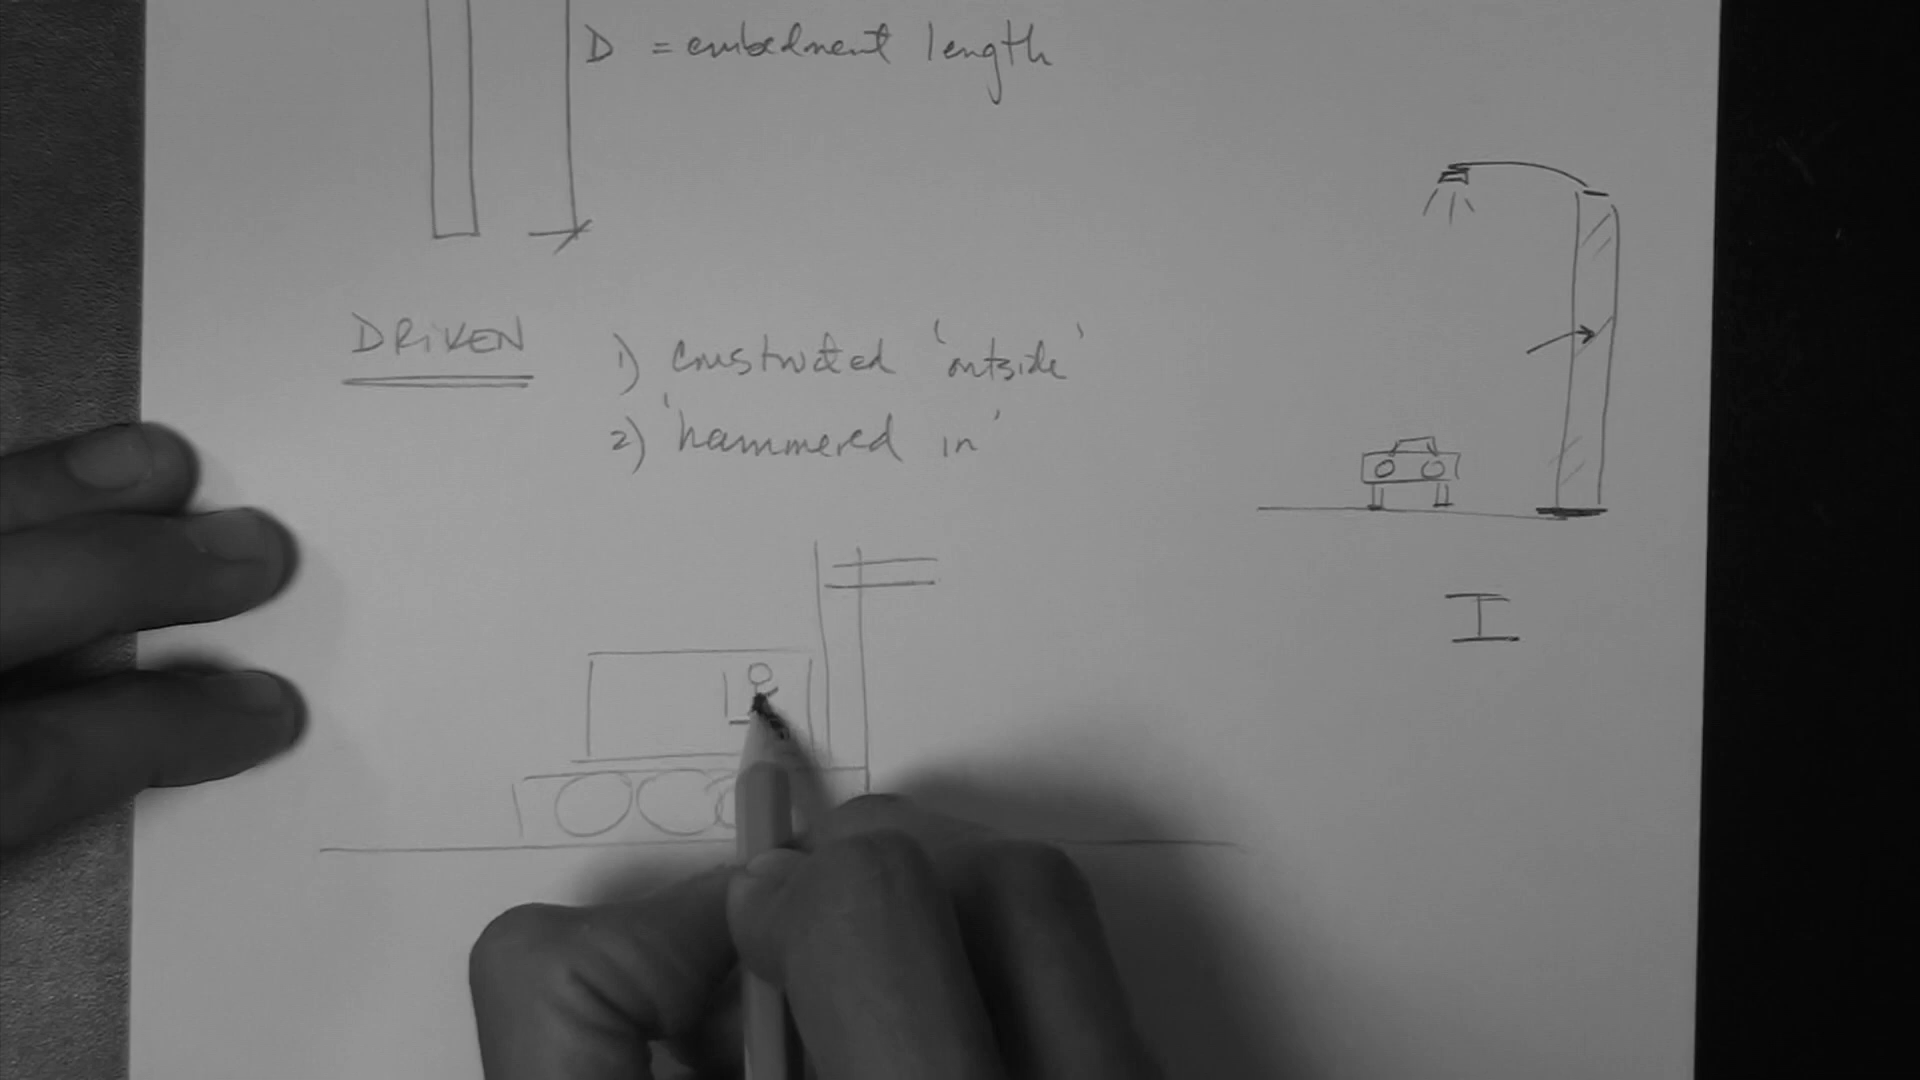 D = embedment length
DRIVEN
1) constructed 'outside'
2) 'hammered in'